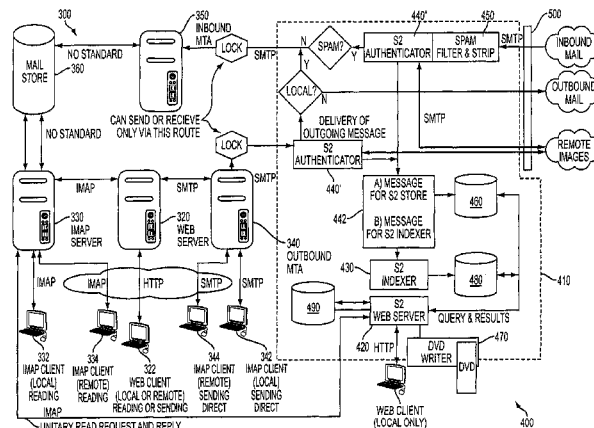 300
350
INBOUND
MTA
440"
450
500
MAIL
STORE
360
NO STANDARD
LOCK
SMTP
N
SPAM?
Y
S2
AUTHENTICATOR
SPAM
FILTER & STRIP
SMTP
INBOUND
MAIL
Y
LOCAL?
N
OUTBOUND
MAIL
CAN SEND OR RECIEVE
ONLY VIA THIS ROUTE
DELIVERY OF
OUTGOING MESSAGE
SMTP
NO STANDARD
LOCK
S2
AUTHENTICATOR
440'
REMOTE
IMAGES
IMAP
SMTP
SMTP
330
IMAP
SERVER
320
WEB
SERVER
340
OUTBOUND
MTA
442
A) MESSAGE
FOR S2 STORE
B) MESSAGE
FOR S2 INDEXER
460
430
S2
INDEXER
480
410
IMAP
IMAP
HTTP
SMTP
SMTP
490
S2
WEB SERVER
420
QUERY & RESULTS
HTTP
DVD
WRITER
470
DVD
332
IMAP CLIENT
(LOCAL)
READING
334
IMAP CLIENT
(REMOTE)
READING
322
WEB CLIENT
(LOCAL OR REMOTE)
READING OR SENDING
344
IMAP CLIENT
(REMOTE)
SENDING
DIRECT
342
IMAP CLIENT
(LOCAL)
SENDING
DIRECT
WEB CLIENT
(LOCAL ONLY)
400
IMAP
UNITARY READ REQUEST AND REPLY